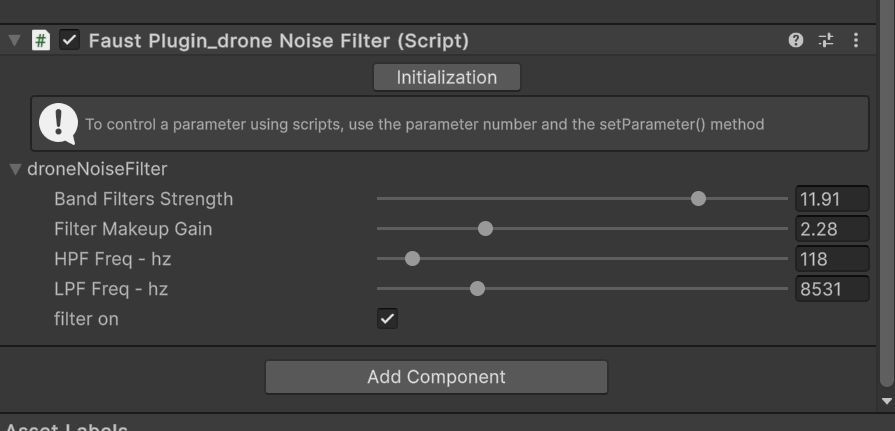 # Faust Plugin_drone Noise Filter (Script)
Initialization
To control a parameter using scripts, use the parameter number and the setParameter() method
droneNoiseFilter
Band Filters Strength 11.91
Filter Makeup Gain 2.28
HPF Freq - hz 118
LPF Freq - hz 8531
filter on
Add Component
Asset Labels